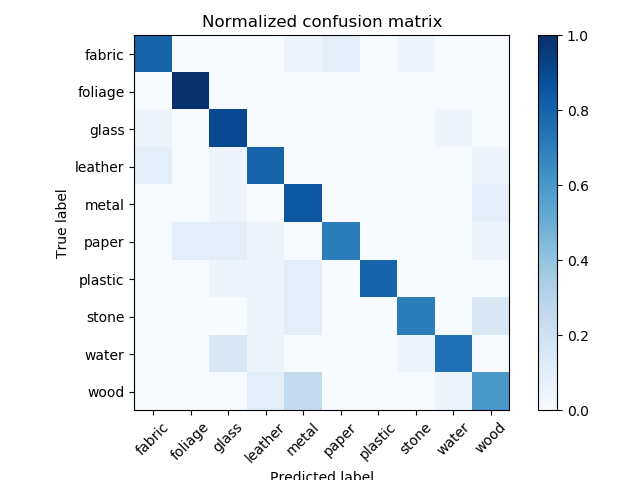 Normalized confusion matrix
True label
fabric
foliage
glass
leather
metal
paper
plastic
stone
water
wood
fabric
foliage
glass
leather
metal
paper
plastic
stone
water
wood
Predicted label
1.0
0.8
0.6
0.4
0.2
0.0